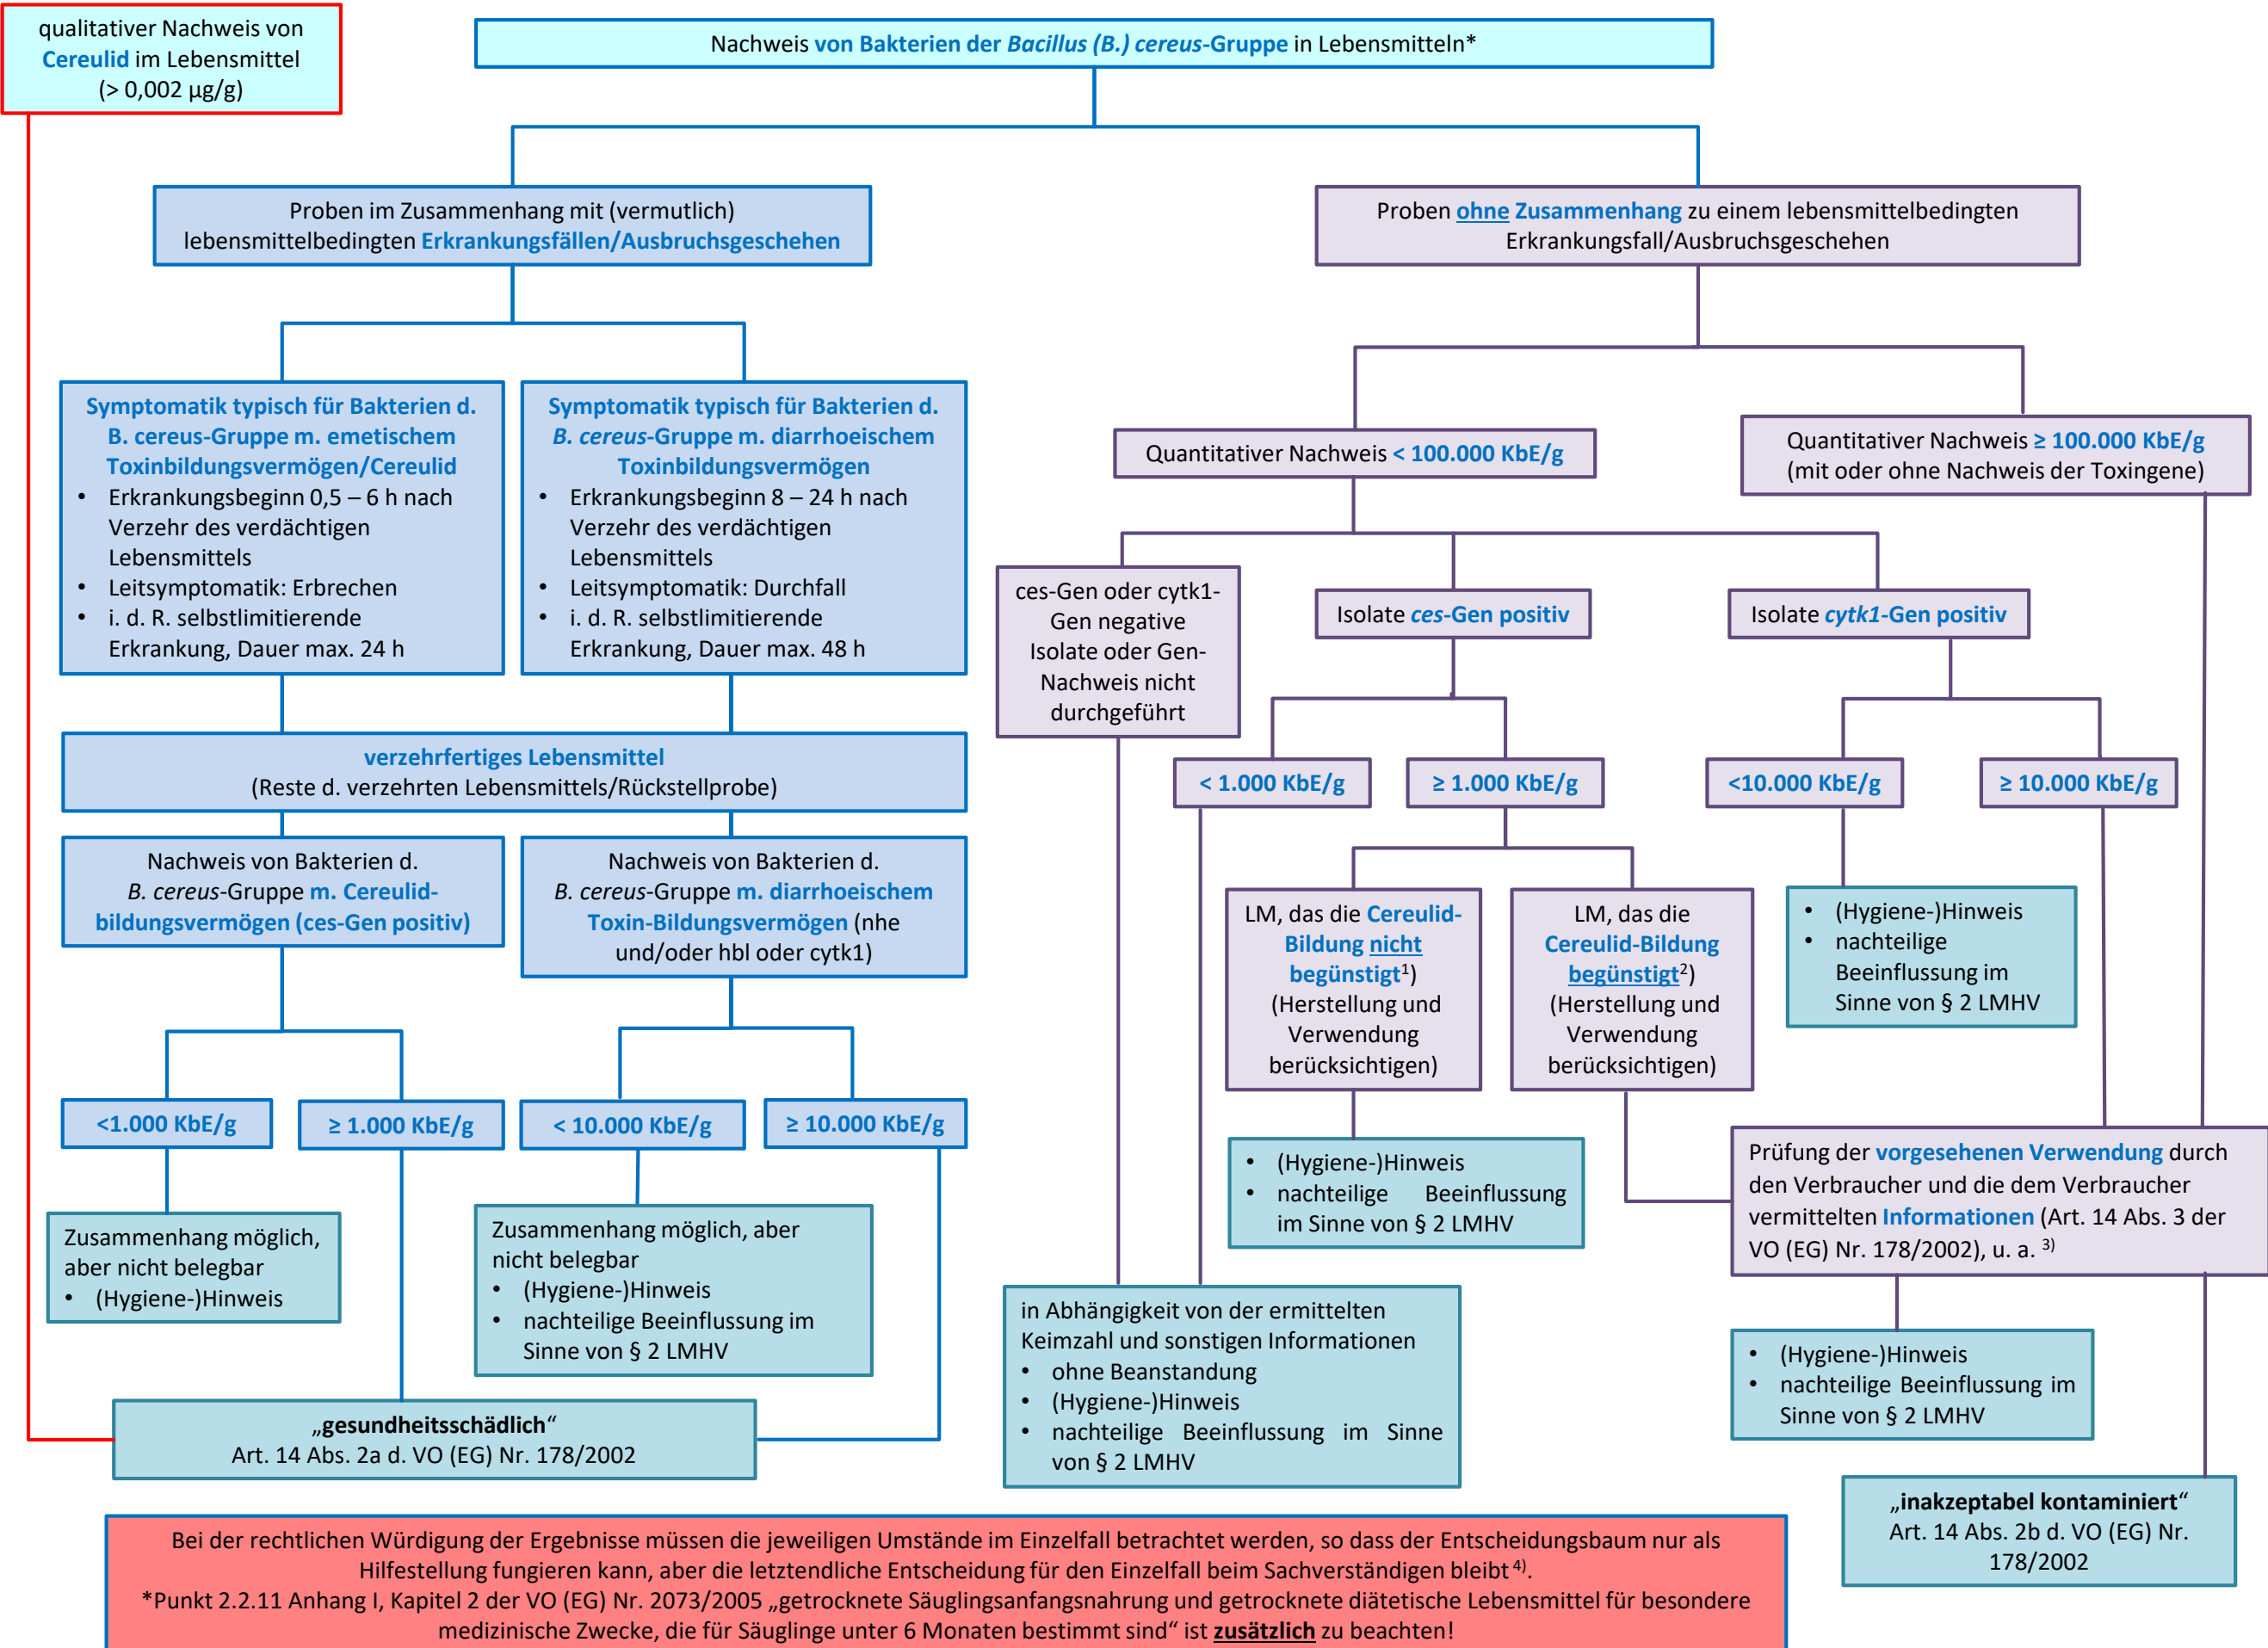 qualitativer Nachweis von
Cereulid im Lebensmittel
(> 0,002 µg/g)
Nachweis von Bakterien der Bacillus (B.) cereus-Gruppe in Lebensmitteln*
Proben im Zusammenhang mit (vermutlich)
lebensmittelbedingten Erkrankungsfällen/Ausbruchsgeschehen
Proben ohne Zusammenhang zu einem lebensmittelbedingten
Erkrankungsfall/Ausbruchsgeschehen
Symptomatik typisch für Bakterien d.
B. cereus-Gruppe m. emetischem
Toxinbildungsvermögen/Cereulid
• Erkrankungsbeginn 0,5 – 6 h nach
Verzehr des verdächtigen
Lebensmittels
• Leitsymptomatik: Erbrechen
• i. d. R. selbstlimitierende
Erkrankung, Dauer max. 24 h
Symptomatik typisch für Bakterien d.
B. cereus-Gruppe m. diarrhoeischem
Toxinbildungsvermögen
• Erkrankungsbeginn 8 – 24 h nach
Verzehr des verdächtigen
Lebensmittels
• Leitsymptomatik: Durchfall
• i. d. R. selbstlimitierende
Erkrankung, Dauer max. 48 h
Quantitativer Nachweis < 100.000 KbE/g
Quantitativer Nachweis ≥ 100.000 KbE/g
(mit oder ohne Nachweis der Toxingene)
ces-Gen oder cytk1-
Gen negative
Isolate oder Gen-
Nachweis nicht
durchgeführt
Isolate ces-Gen positiv
Isolate cytk1-Gen positiv
verzehrfertiges Lebensmittel
(Reste d. verzehrten Lebensmittels/Rückstellprobe)
< 1.000 KbE/g
≥ 1.000 KbE/g
<10.000 KbE/g
≥ 10.000 KbE/g
Nachweis von Bakterien d.
B. cereus-Gruppe m. Cereulid-
bildungsvermögen (ces-Gen positiv)
Nachweis von Bakterien d.
B. cereus-Gruppe m. diarrhoeischem
Toxin-Bildungsvermögen (nhe
und/oder hbl oder cytk1)
LM, das die Cereulid-
Bildung nicht
begünstigt¹)
(Herstellung und
Verwendung
berücksichtigen)
LM, das die
Cereulid-Bildung
begünstigt²)
(Herstellung und
Verwendung
berücksichtigen)
• (Hygiene-)Hinweis
• nachteilige
Beeinflussung im
Sinne von § 2 LMHV
<1.000 KbE/g
≥ 1.000 KbE/g
< 10.000 KbE/g
≥ 10.000 KbE/g
• (Hygiene-)Hinweis
• nachteilige Beeinflussung
im Sinne von § 2 LMHV
Prüfung der vorgesehenen Verwendung durch
den Verbraucher und die dem Verbraucher
vermittelten Informationen (Art. 14 Abs. 3 der
VO (EG) Nr. 178/2002), u. a. ³⁾
Zusammenhang möglich,
aber nicht belegbar
• (Hygiene-)Hinweis
Zusammenhang möglich, aber
nicht belegbar
• (Hygiene-)Hinweis
• nachteilige Beeinflussung im
Sinne von § 2 LMHV
in Abhängigkeit von der ermittelten
Keimzahl und sonstigen Informationen
• ohne Beanstandung
• (Hygiene-)Hinweis
• nachteilige Beeinflussung im Sinne
von § 2 LMHV
• (Hygiene-)Hinweis
• nachteilige Beeinflussung im
Sinne von § 2 LMHV
„gesundheitsschädlich“
Art. 14 Abs. 2a d. VO (EG) Nr. 178/2002
„inakzeptabel kontaminiert“
Art. 14 Abs. 2b d. VO (EG) Nr.
178/2002
Bei der rechtlichen Würdigung der Ergebnisse müssen die jeweiligen Umstände im Einzelfall betrachtet werden, so dass der Entscheidungsbaum nur als
Hilfestellung fungieren kann, aber die letztendliche Entscheidung für den Einzelfall beim Sachverständigen bleibt ⁴⁾.
*Punkt 2.2.11 Anhang I, Kapitel 2 der VO (EG) Nr. 2073/2005 „getrocknete Säuglingsanfangsnahrung und getrocknete diätetische Lebensmittel für besondere
medizinische Zwecke, die für Säuglinge unter 6 Monaten bestimmt sind“ ist zusätzlich zu beachten!